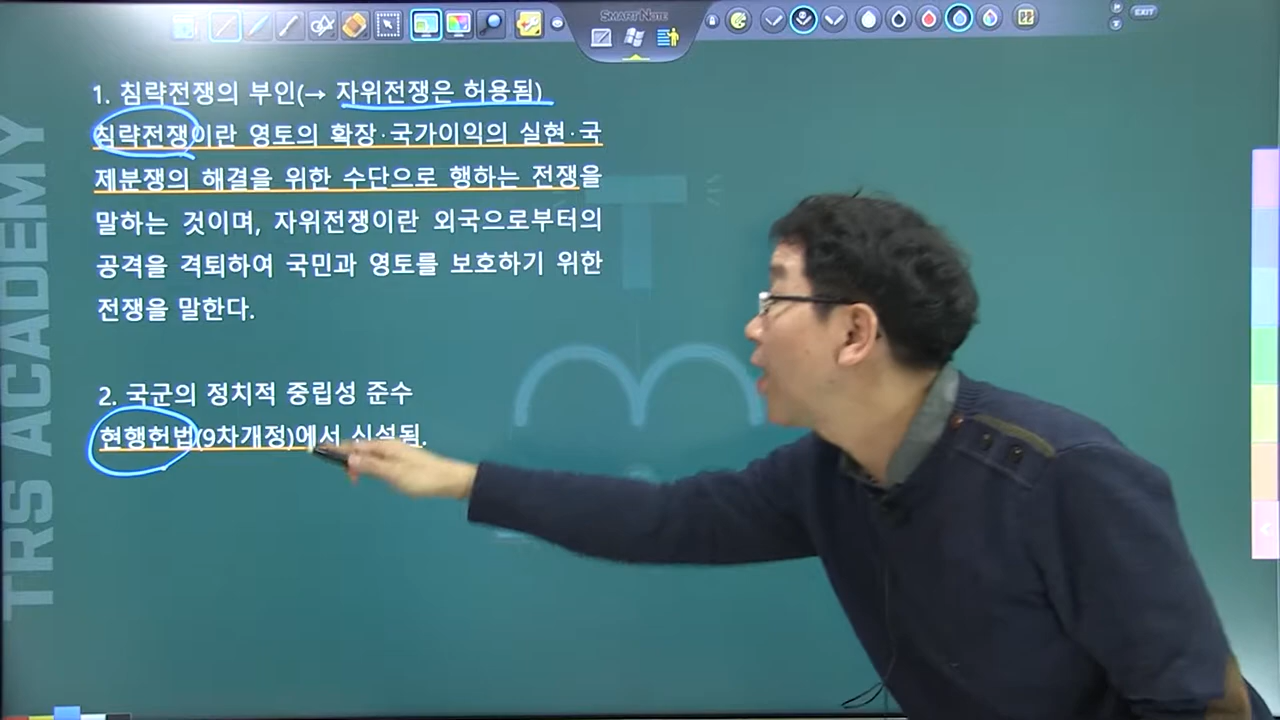 SMARTNOTE
EXIT
1. 침략전쟁의 부인(→ 자위전쟁은 허용됨)
침략전쟁이란 영토의 확장·국가이익의 실현·국
제분쟁의 해결을 위한 수단으로 행하는 전쟁을
말하는 것이며, 자위전쟁이란 외국으로부터의
공격을 격퇴하여 국민과 영토를 보호하기 위한
전쟁을 말한다.
2. 국군의 정치적 중립성 준수
현행헌법(9차개정)에서 신설됨.
TRS ACADEMY